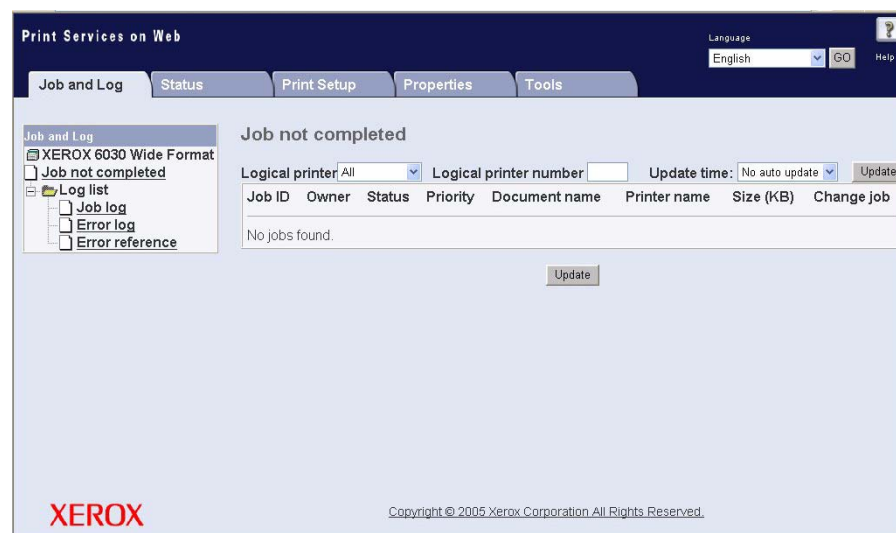 Print Services on Web
Language
English GO Help
Job and Log Status Print Setup Properties Tools
Job and Log
XEROX 6030 Wide Format
Job not completed
Log list
Job log
Error log
Error reference
Job not completed
Logical printer All Logical printer number Update time: No auto update Update
Job ID Owner Status Priority Document name Printer name Size (KB) Change job
No jobs found.
Update
XEROX
Copyright © 2005 Xerox Corporation All Rights Reserved.